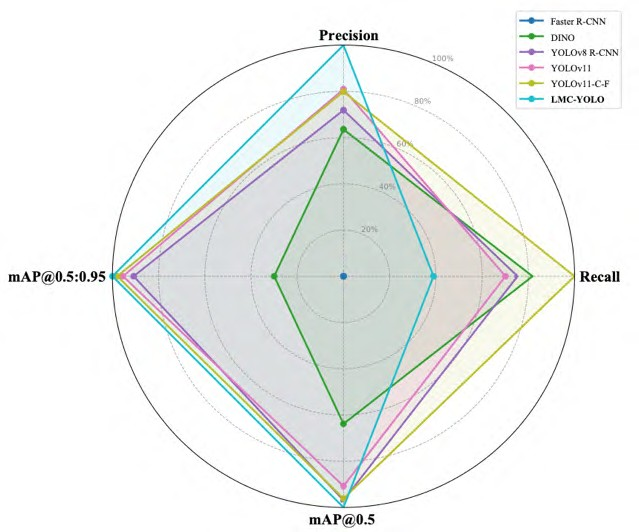 Faster R-CNN
DINO
YOLOv8 R-CNN
YOLOv11
YOLOv11-C-F
LMC-YOLO
Precision
100%
80%
60%
40%
20%
mAP@0.5:0.95
Recall
mAP@0.5